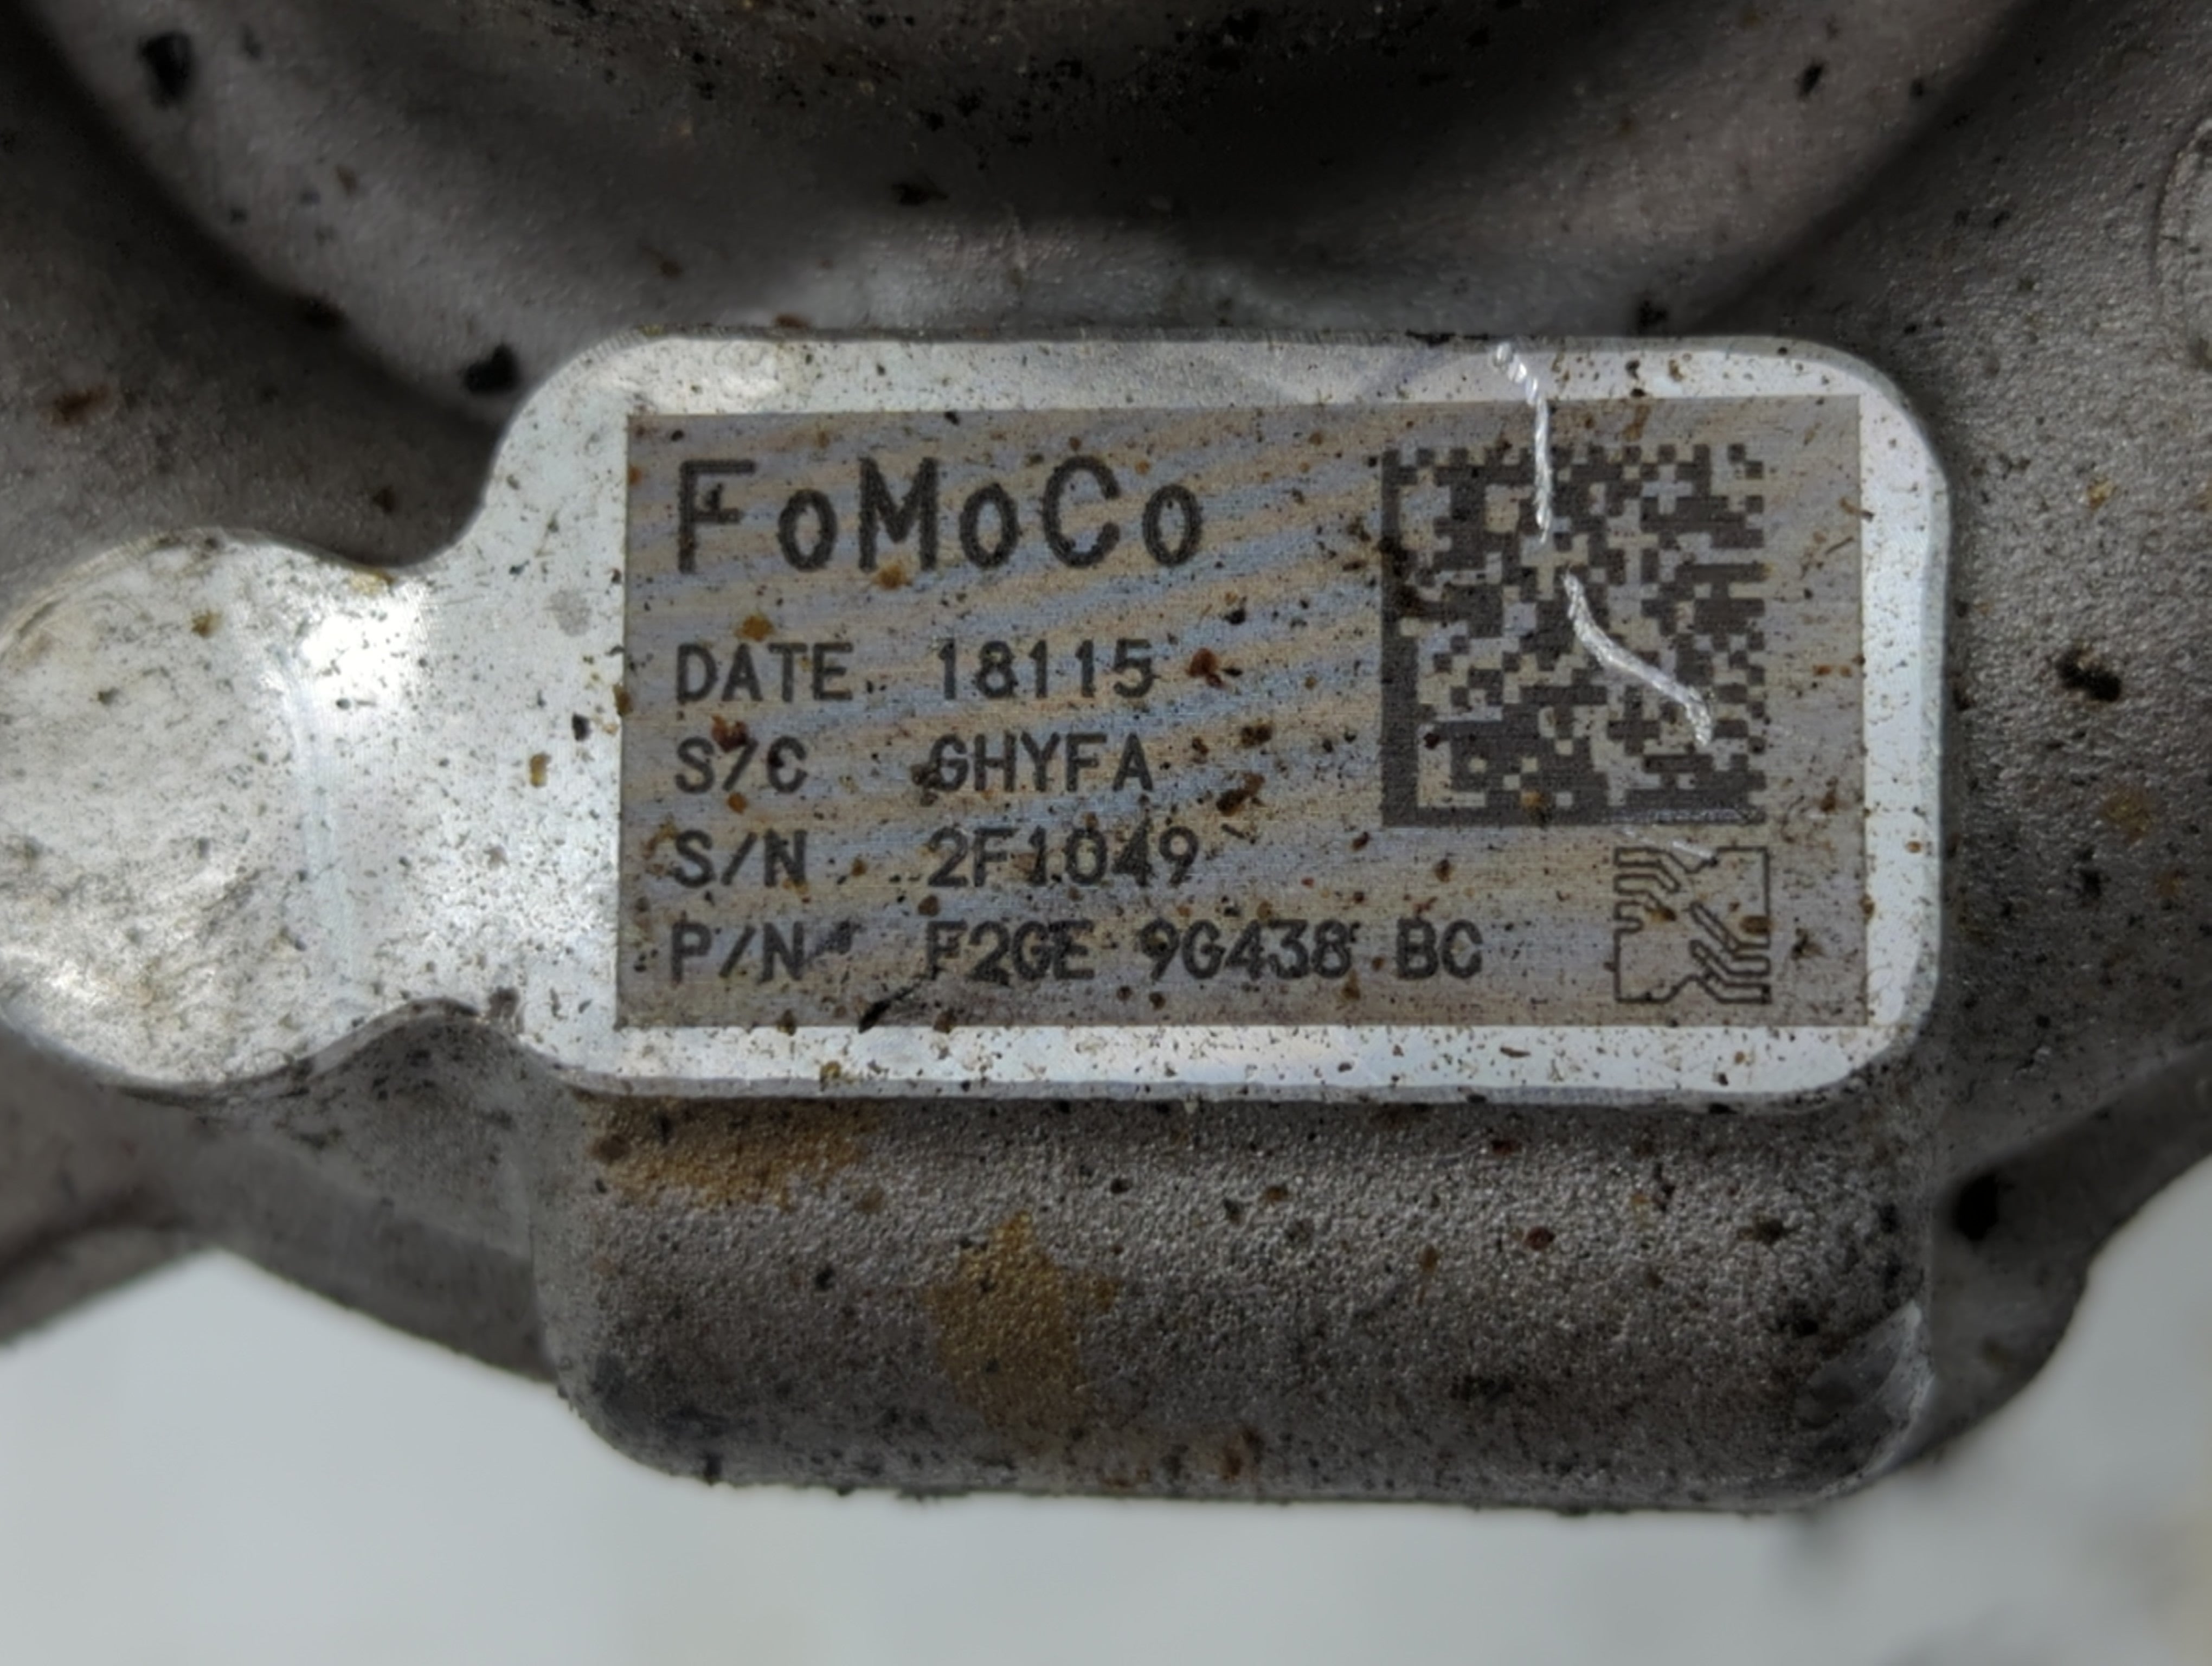 FoMoCo
DATE 18115
S/C GHYFA
S/N 2F1049
P/N F2GE 9G438 BC